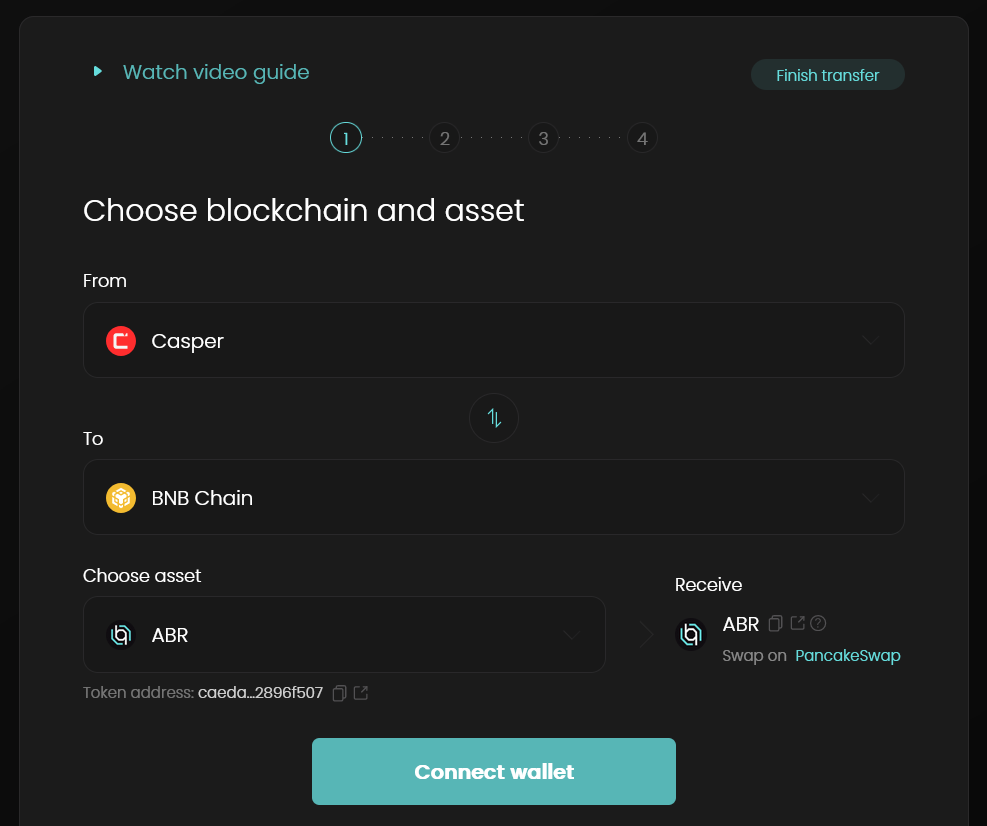 Watch video guide
Finish transfer
1 2 3 4
Choose blockchain and asset
From
Casper
To
BNB Chain
Choose asset
ABR
Token address: caeda...2896f507
Receive
ABR
Swap on PancakeSwap
Connect wallet